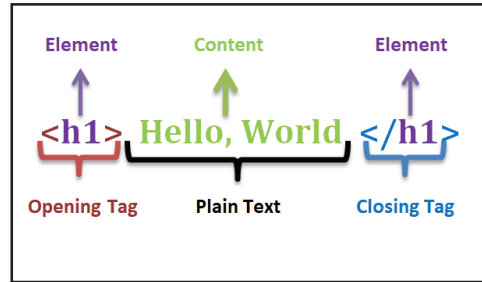 Element Content Element
<h1> Hello, World </h1>
Opening Tag Plain Text Closing Tag